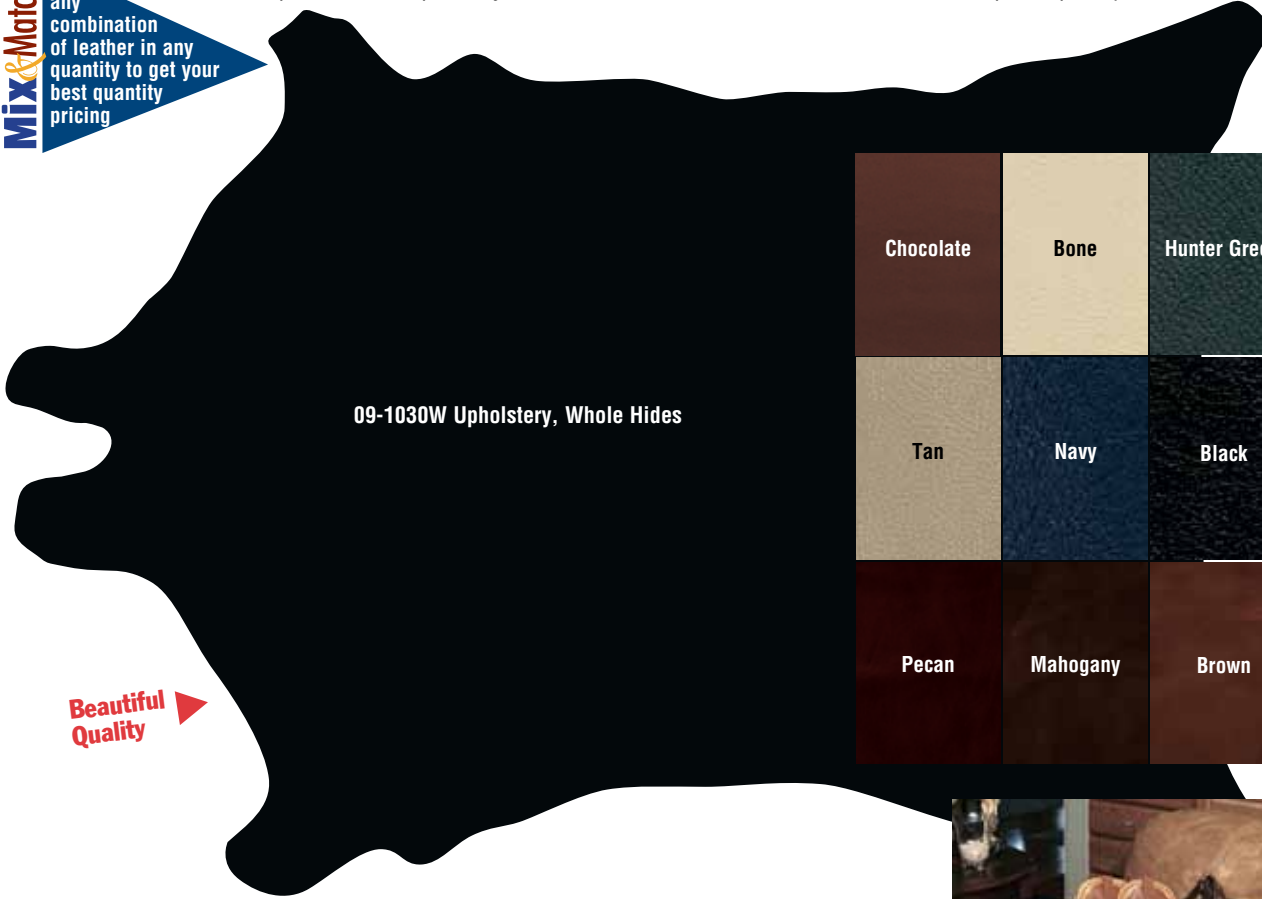 any
combination
of leather in any
quantity to get your
best quantity
pricing
Mix&
Chocolate
Bone
Hunter
09-1030W Upholstery, Whole Hides
Tan
Navy
Black
Pecan
Mahogany
Brown
Beautiful
Quality